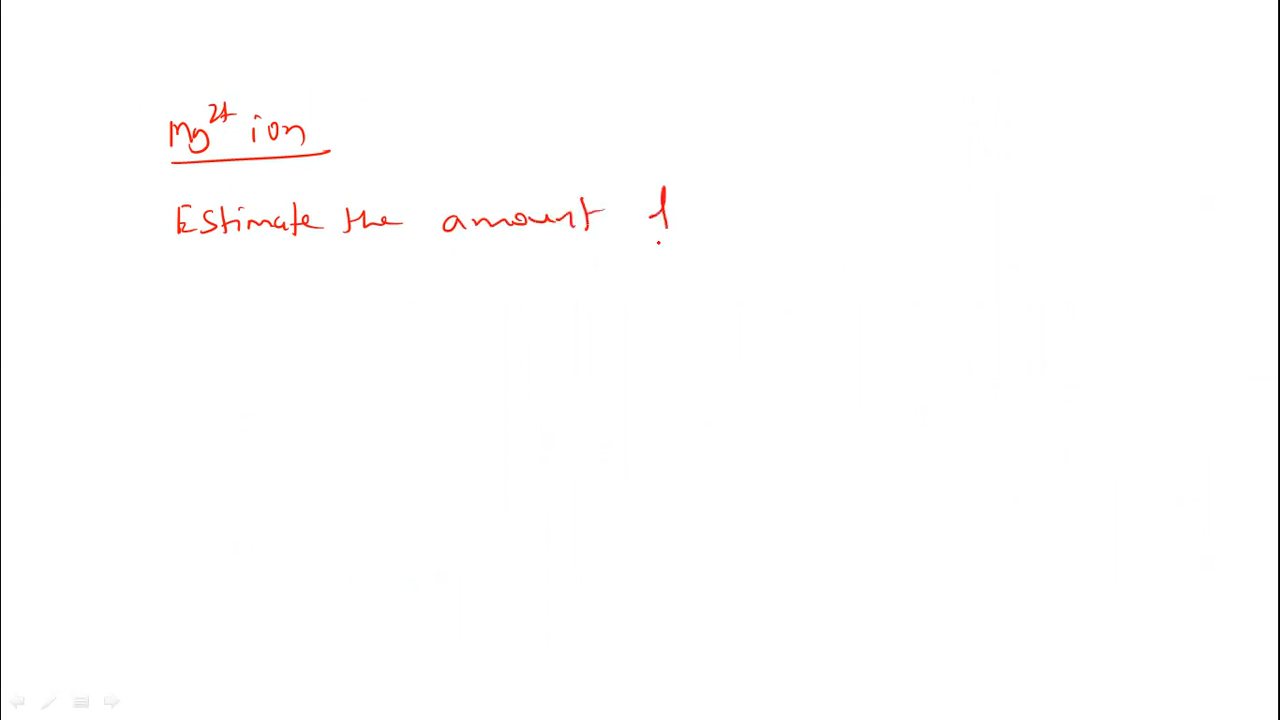 Mg²⁺ ion
Estimate the amount